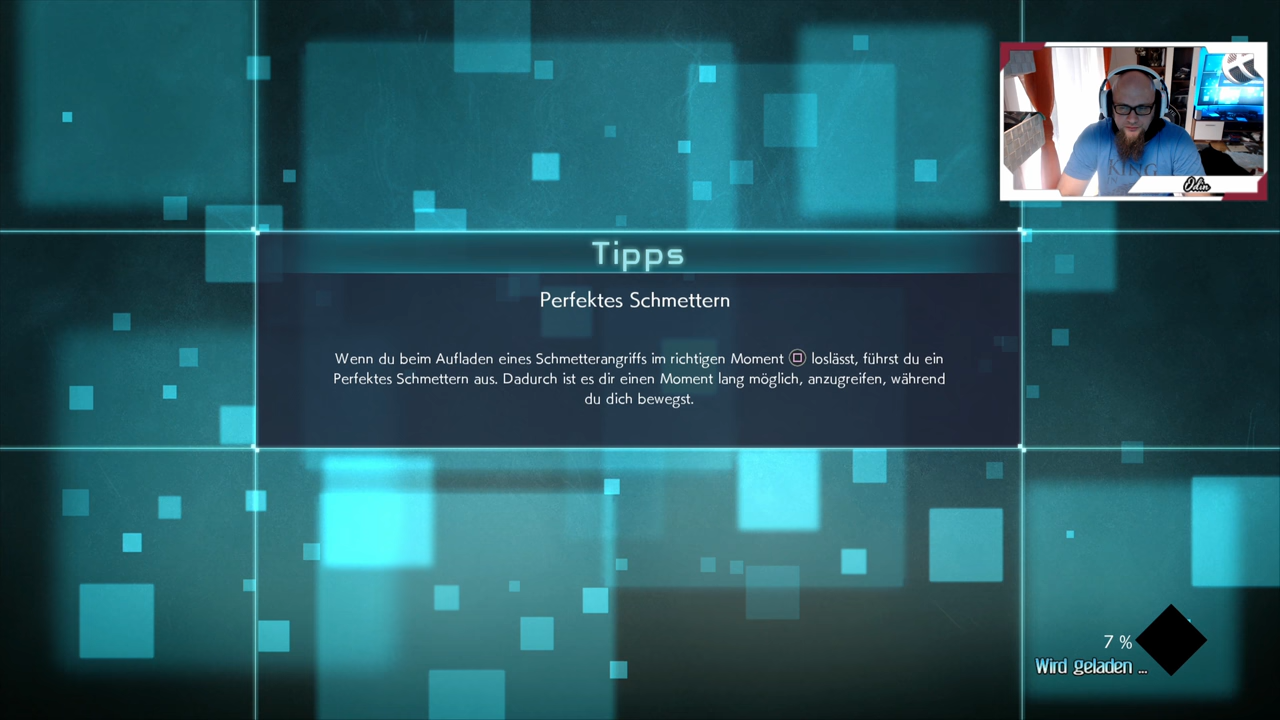 KING
Odin
Tipps
Perfektes Schmettern
Wenn du beim Aufladen eines Schmetterangriffs im richtigen Moment loslässt, führst du ein
Perfektes Schmettern aus. Dadurch ist es dir einen Moment lang möglich, anzugreifen, während
du dich bewegst.
7 %
Wird geladen ...